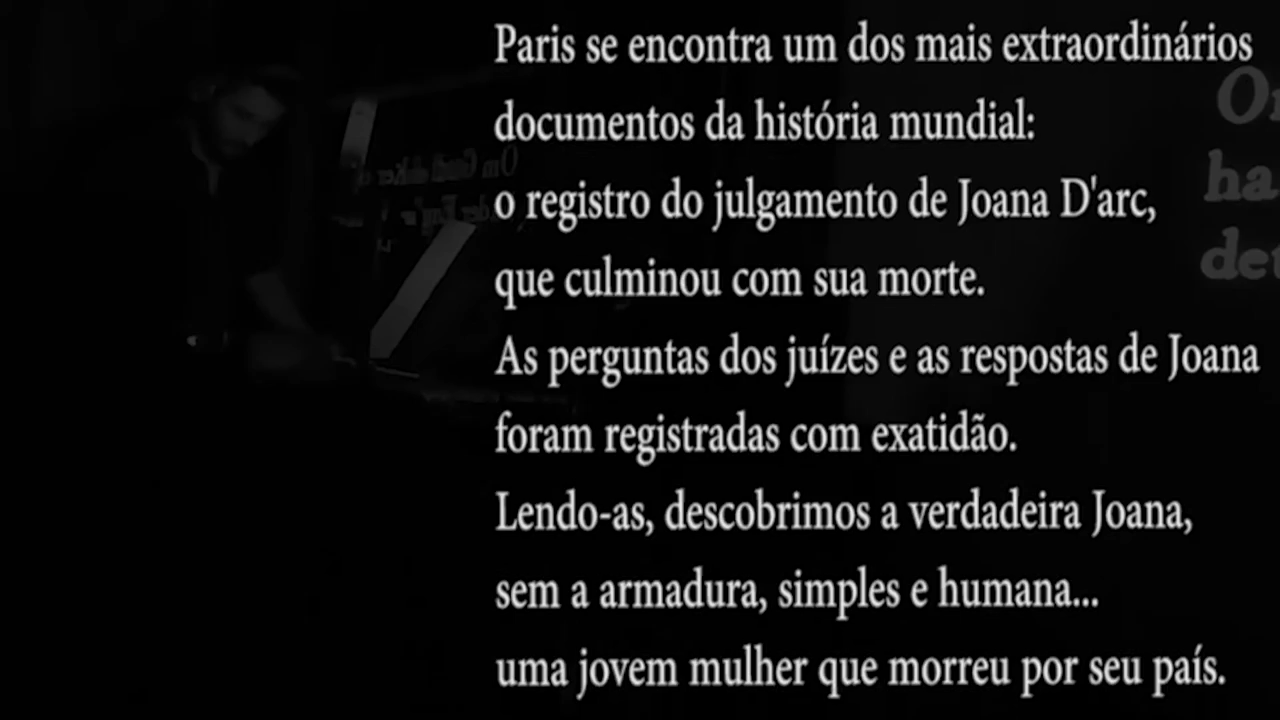 Paris se encontra um dos mais extraordinários
documentos da história mundial:
o registro do julgamento de Joana D'arc,
que culminou com sua morte.
As perguntas dos juízes e as respostas de Joana
foram registradas com exatidão.
Lendo-as, descobrimos a verdadeira Joana,
sem a armadura, simples e humana...
uma jovem mulher que morreu por seu país.